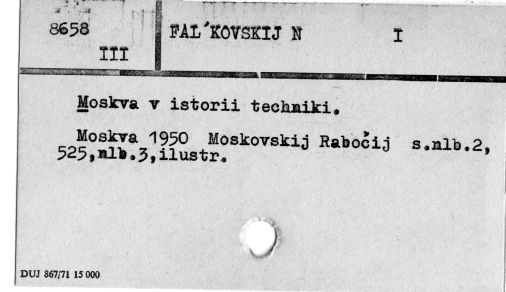 8658 FAL´KOVSKIJ N I
III
Moskva v istorii techniki.
Moskva 1950 Moskovskij Rabočij s.nlb.2,
525,nlb.3,ilustr.
DUJ 867/71 15 000